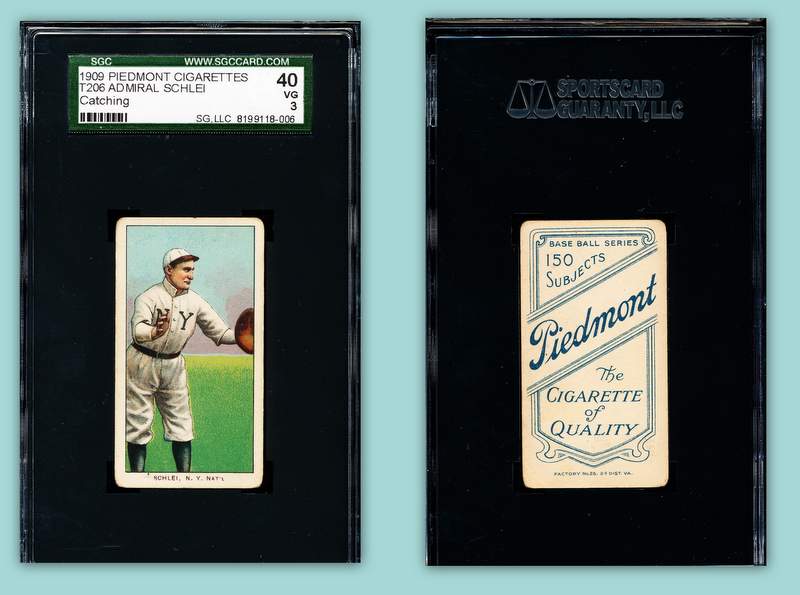 SGC WWW.SGCCARD.COM
1909 PIEDMONT CIGARETTES 40
T206 ADMIRAL SCHLEI VG
Catching 3
SG, LLC 8199118-006
N Y
SCHLEI, N. Y. NAT'L
SPORTSCARD
GUARANTY, LLC
BASE BALL SERIES
150
SUBJECTS
Piedmont
The
CIGARETTE
of
QUALITY
FACTORY No. 25. 2D DIST. VA.